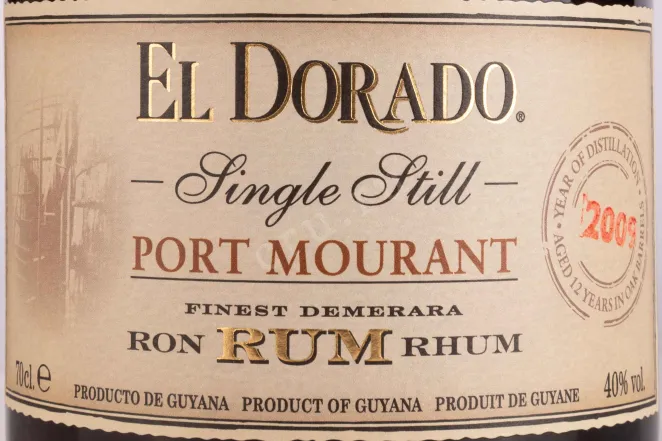 EL DORADO®
— Single Still —
PORT MOURANT
FINEST DEMERARA
RON RUM RHUM
70cl. e
PRODUCTO DE GUYANA PRODUCT OF GUYANA PRODUIT DE GUYANE
40% vol.
• YEAR OF DISTILLATION •
2009
AGED 12 YEARS IN OAK BARRELS